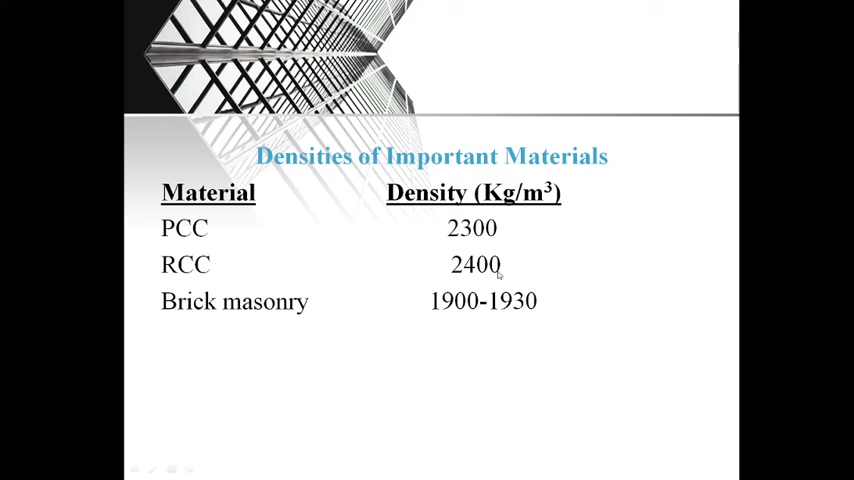 Densities of Important Materials
Material Density (Kg/m³)
PCC 2300
RCC 2400
Brick masonry 1900-1930